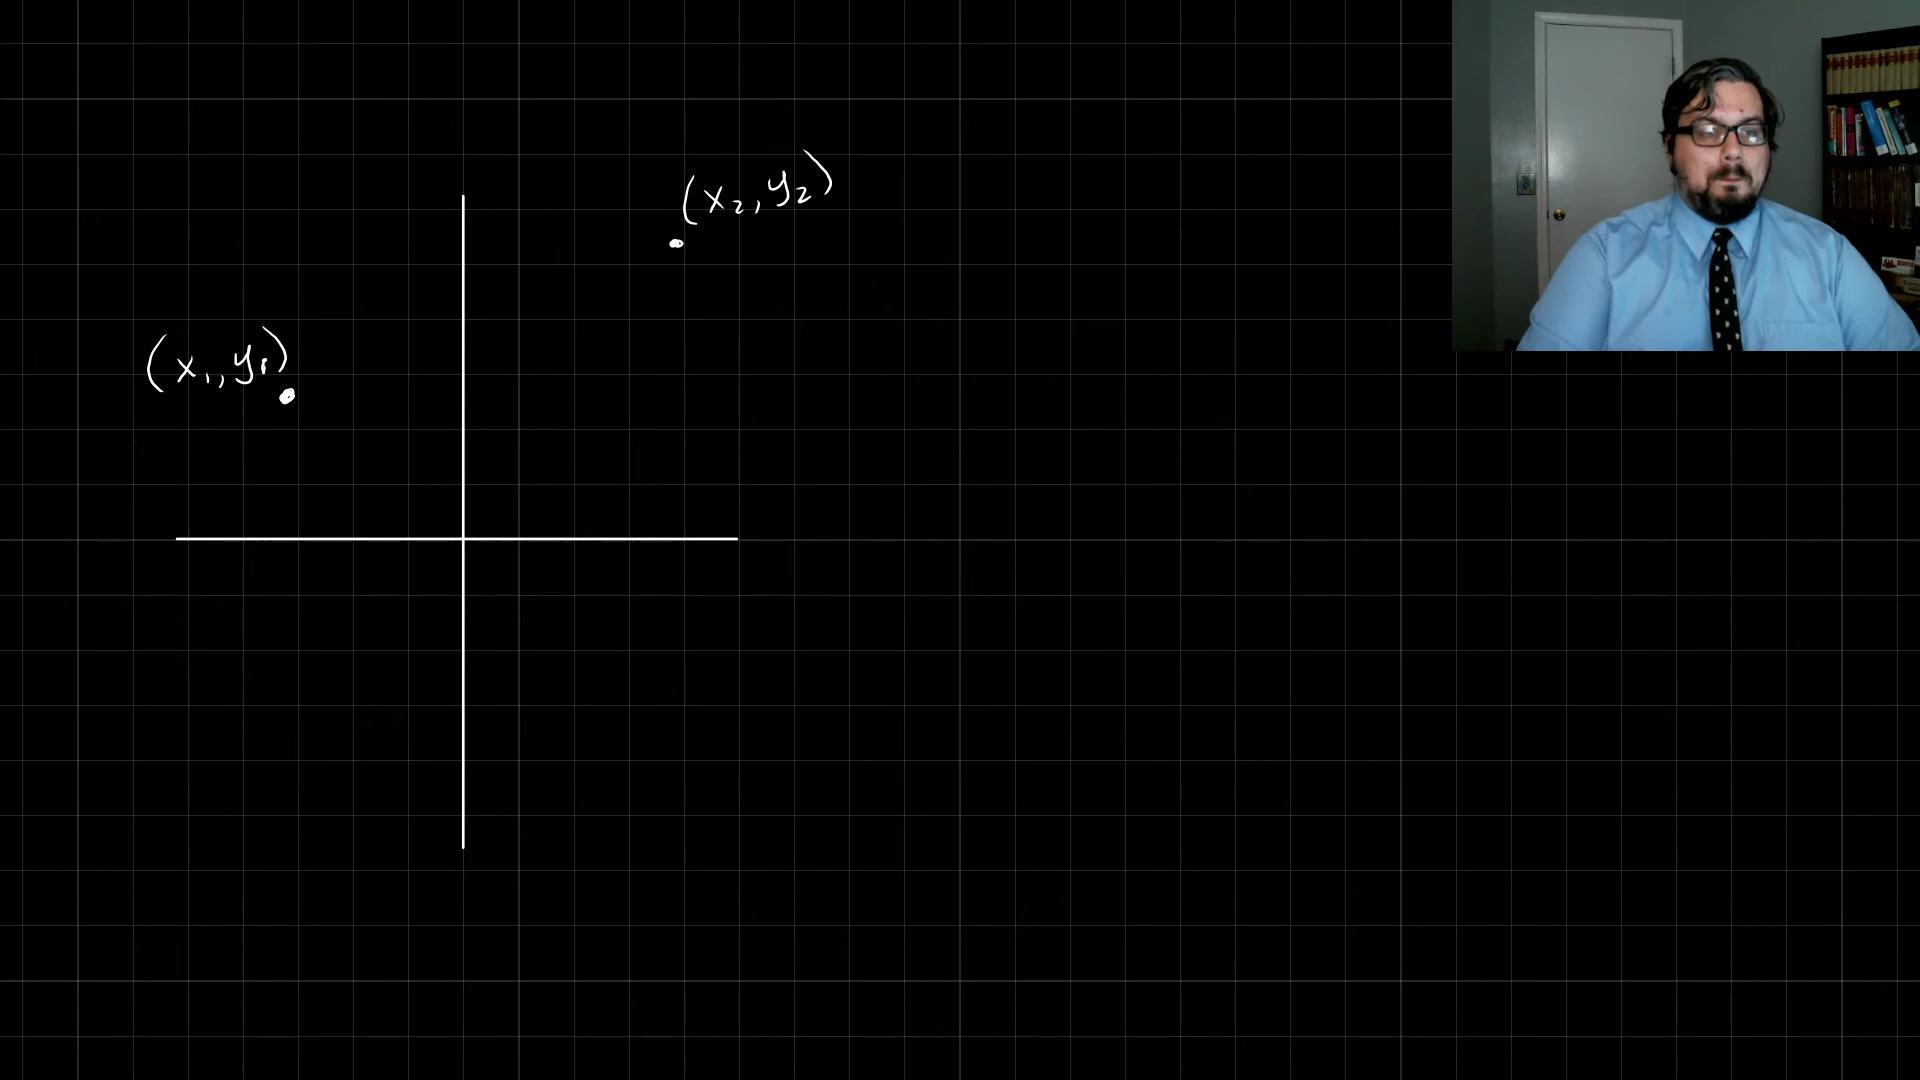 (x₂, y₂)
(x₁, y₁)